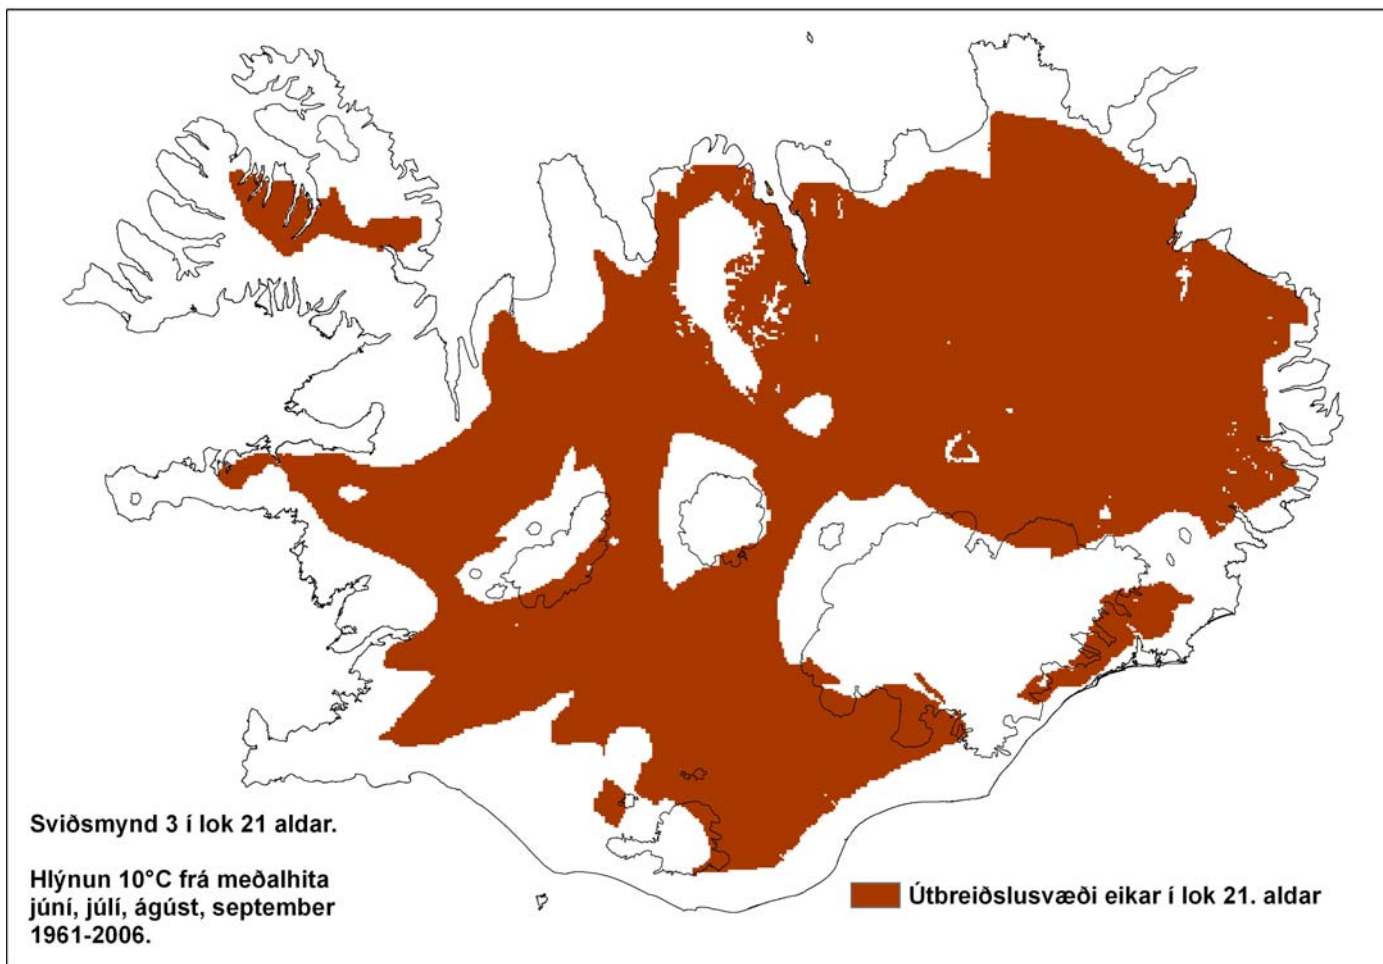 Sviðsmynd 3 í lok 21 aldar.
Hlýnun 10°C frá meðalhita
júní, júlí, ágúst, september
1961-2006.
Útbreiðslusvæði eikar í lok 21. aldar